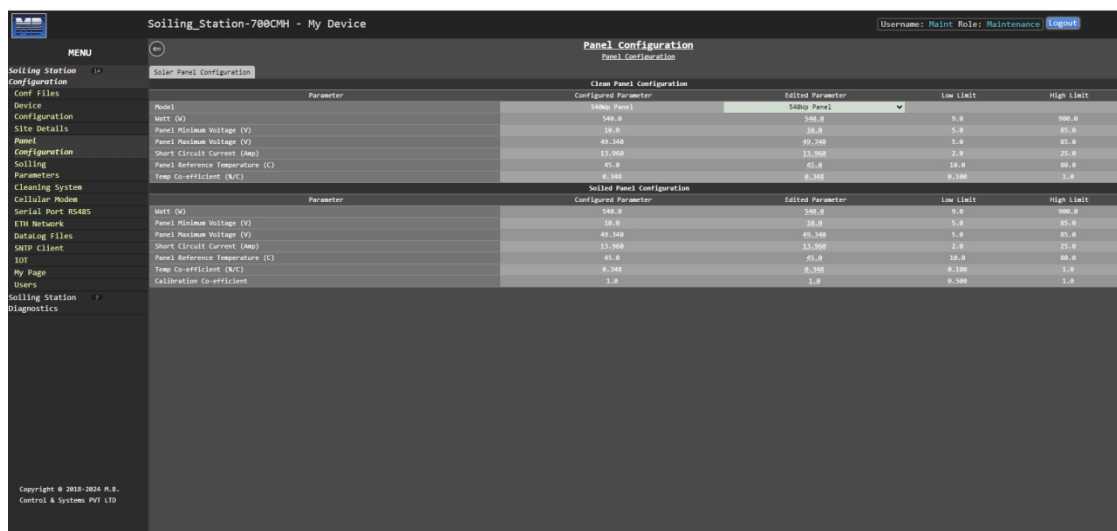 MB
Soiling_Station-700CMH - My Device
Username: Maint Role: Maintenance Logout
MENU
Soiling Station 14
Configuration
Conf Files
Device
Configuration
Site Details
Panel
Configuration
Soiling
Parameters
Cleaning System
Cellular Modem
Serial Port RS485
ETH Network
DataLog Files
SNTP Client
IOT
My Page
Users
Soiling Station 7
Diagnostics
Copyright © 2018-2024 M.B.
Control & Systems PVT LTD
Panel Configuration
Panel Configuration
Solar Panel Configuration
Clean Panel Configuration
Parameter Configured Parameter Edited Parameter Low Limit High Limit
Model 540Wp Panel 540Wp Panel
Watt (W) 540.0 540.0 9.0 900.0
Panel Minimum Voltage (V) 10.0 10.0 5.0 85.0
Panel Maximum Voltage (V) 49.340 49.340 5.0 85.0
Short Circuit Current (Amp) 13.960 13.960 2.0 25.0
Panel Reference Temperature (C) 45.0 45.0 10.0 80.0
Temp Co-efficient (%/C) 0.348 0.348 0.100 1.0
Soiled Panel Configuration
Parameter Configured Parameter Edited Parameter Low Limit High Limit
Watt (W) 540.0 540.0 9.0 900.0
Panel Minimum Voltage (V) 10.0 10.0 5.0 85.0
Panel Maximum Voltage (V) 49.340 49.340 5.0 85.0
Short Circuit Current (Amp) 13.960 13.960 2.0 25.0
Panel Reference Temperature (C) 45.0 45.0 10.0 80.0
Temp Co-efficient (%/C) 0.348 0.348 0.100 1.0
Calibration Co-efficient 1.0 1.0 0.500 1.0